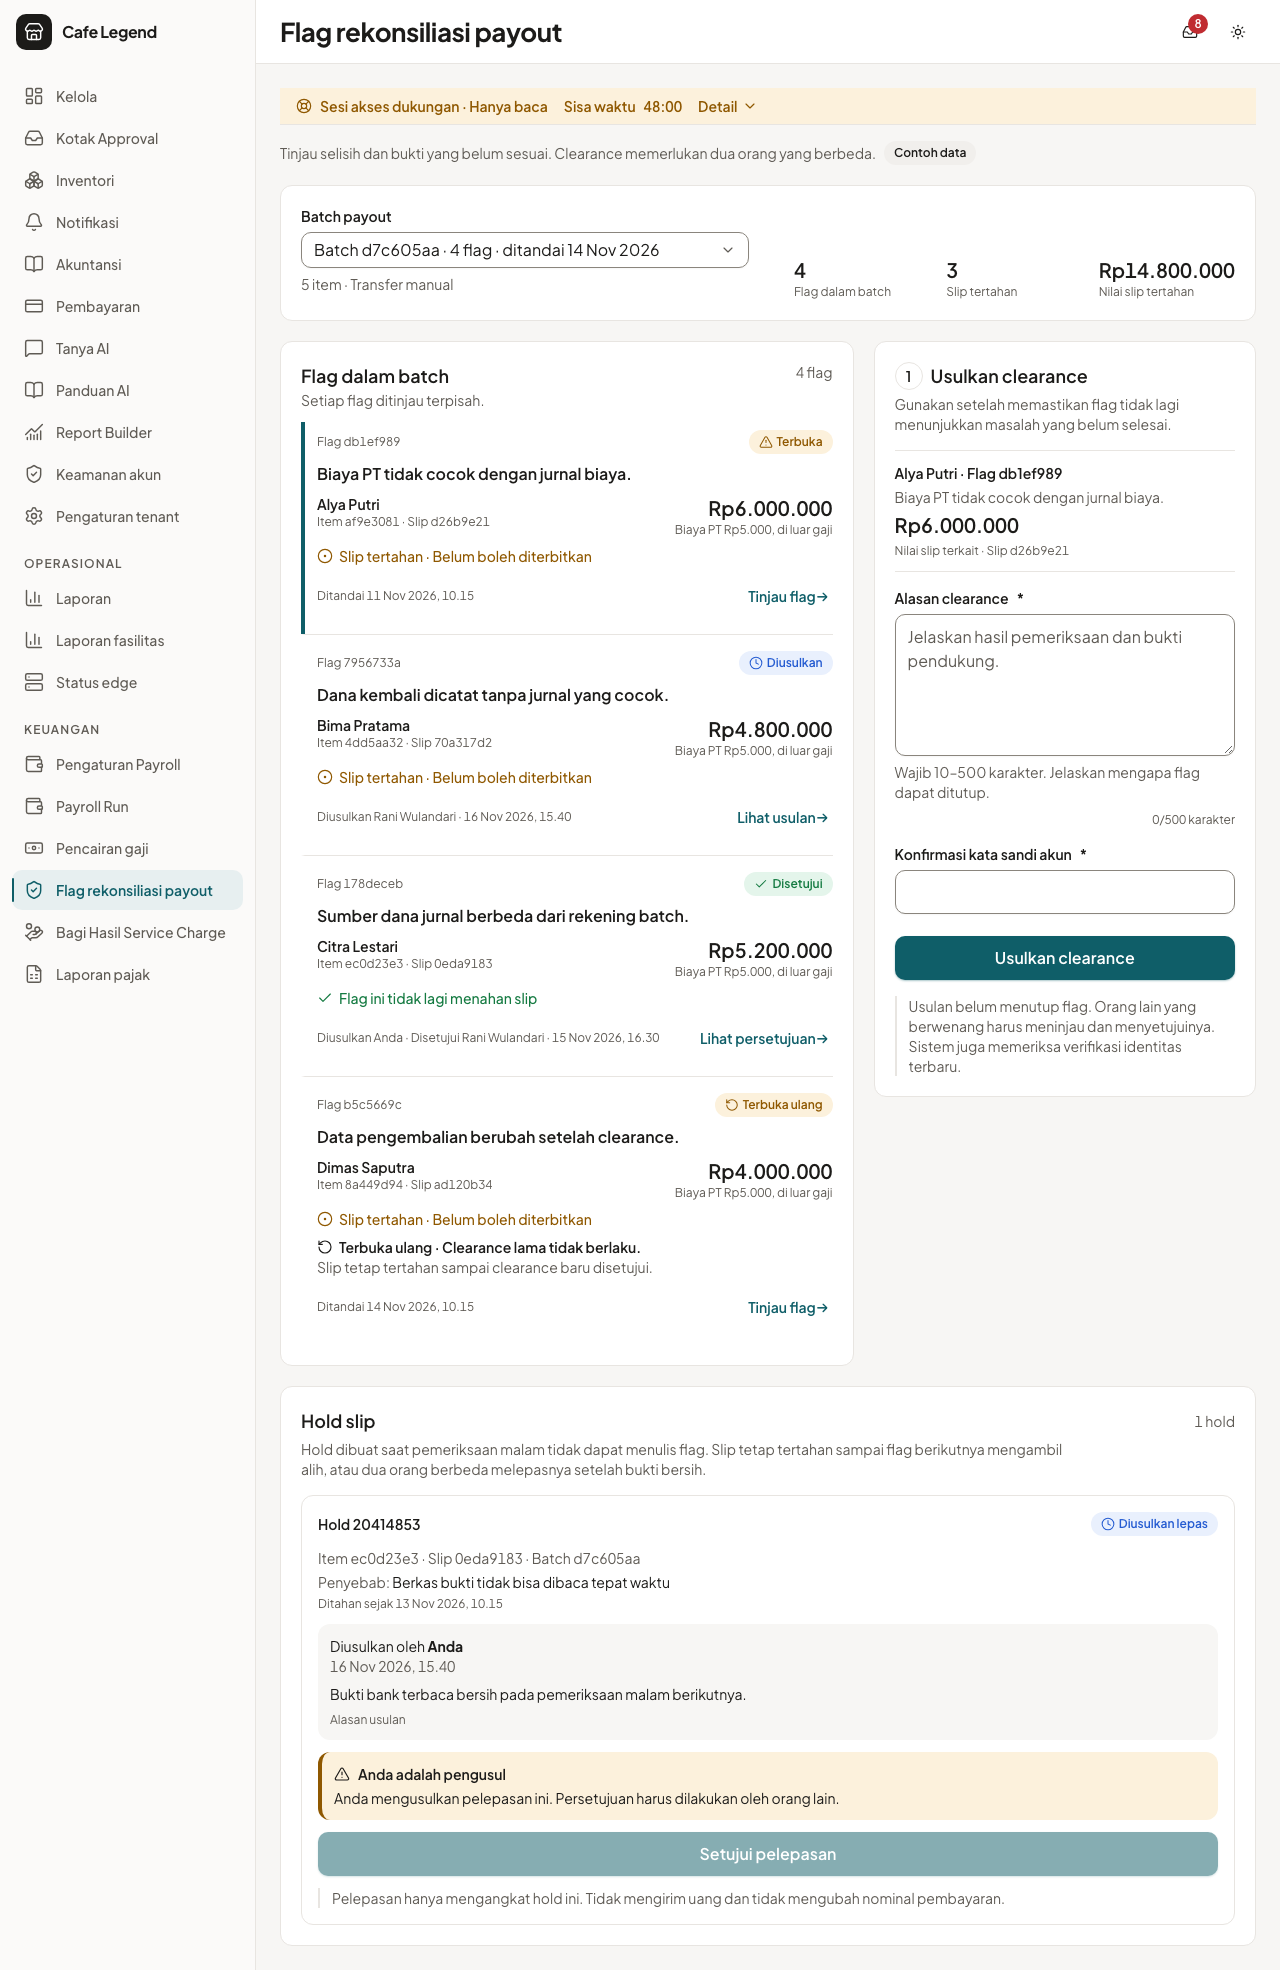 Cafe Legend
Kelola
Kotak Approval
Inventori
Notifikasi
Akuntansi
Pembayaran
Tanya AI
Panduan AI
Report Builder
Keamanan akun
Pengaturan tenant
OPERASIONAL
Laporan
Laporan fasilitas
Status edge
KEUANGAN
Pengaturan Payroll
Payroll Run
Pencairan gaji
Flag rekonsiliasi payout
Bagi Hasil Service Charge
Laporan pajak
Flag rekonsiliasi payout
8
Sesi akses dukungan · Hanya baca Sisa waktu 48:00 Detail
Tinjau selisih dan bukti yang belum sesuai. Clearance memerlukan dua orang yang berbeda. Contoh data
Batch payout
Batch d7c605aa · 4 flag · ditandai 14 Nov 2026
5 item · Transfer manual
4
Flag dalam batch
3
Slip tertahan
Rp14.800.000
Nilai slip tertahan
Flag dalam batch
4 flag
Setiap flag ditinjau terpisah.
Flag db1ef989
Terbuka
Biaya PT tidak cocok dengan jurnal biaya.
Alya Putri
Item af9e3081 · Slip d26b9e21
Rp6.000.000
Biaya PT Rp5.000, di luar gaji
Slip tertahan · Belum boleh diterbitkan
Ditandai 11 Nov 2026, 10.15
Tinjau flag→
Flag 7956733a
Diusulkan
Dana kembali dicatat tanpa jurnal yang cocok.
Bima Pratama
Item 4dd5aa32 · Slip 70a317d2
Rp4.800.000
Biaya PT Rp5.000, di luar gaji
Slip tertahan · Belum boleh diterbitkan
Diusulkan Rani Wulandari · 16 Nov 2026, 15.40
Lihat usulan→
Flag 178deceb
Disetujui
Sumber dana jurnal berbeda dari rekening batch.
Citra Lestari
Item ec0d23e3 · Slip 0eda9183
Rp5.200.000
Biaya PT Rp5.000, di luar gaji
Flag ini tidak lagi menahan slip
Diusulkan Anda · Disetujui Rani Wulandari · 15 Nov 2026, 16.30
Lihat persetujuan→
Flag b5c5669c
Terbuka ulang
Data pengembalian berubah setelah clearance.
Dimas Saputra
Item 8a449d94 · Slip ad120b34
Rp4.000.000
Biaya PT Rp5.000, di luar gaji
Slip tertahan · Belum boleh diterbitkan
Terbuka ulang · Clearance lama tidak berlaku.
Slip tetap tertahan sampai clearance baru disetujui.
Ditandai 14 Nov 2026, 10.15
Tinjau flag→
1 Usulkan clearance
Gunakan setelah memastikan flag tidak lagi
menunjukkan masalah yang belum selesai.
Alya Putri · Flag db1ef989
Biaya PT tidak cocok dengan jurnal biaya.
Rp6.000.000
Nilai slip terkait · Slip d26b9e21
Alasan clearance *
Jelaskan hasil pemeriksaan dan bukti
pendukung.
Wajib 10–500 karakter. Jelaskan mengapa flag
dapat ditutup.
0/500 karakter
Konfirmasi kata sandi akun *
Usulkan clearance
Usulan belum menutup flag. Orang lain yang
berwenang harus meninjau dan menyetujuinya.
Sistem juga memeriksa verifikasi identitas
terbaru.
Hold slip
1 hold
Hold dibuat saat pemeriksaan malam tidak dapat menulis flag. Slip tetap tertahan sampai flag berikutnya mengambil
alih, atau dua orang berbeda melepasnya setelah bukti bersih.
Hold 20414853
Diusulkan lepas
Item ec0d23e3 · Slip 0eda9183 · Batch d7c605aa
Penyebab: Berkas bukti tidak bisa dibaca tepat waktu
Ditahan sejak 13 Nov 2026, 10.15
Diusulkan oleh Anda
16 Nov 2026, 15.40
Bukti bank terbaca bersih pada pemeriksaan malam berikutnya.
Alasan usulan
Anda adalah pengusul
Anda mengusulkan pelepasan ini. Persetujuan harus dilakukan oleh orang lain.
Setujui pelepasan
Pelepasan hanya mengangkat hold ini. Tidak mengirim uang dan tidak mengubah nominal pembayaran.